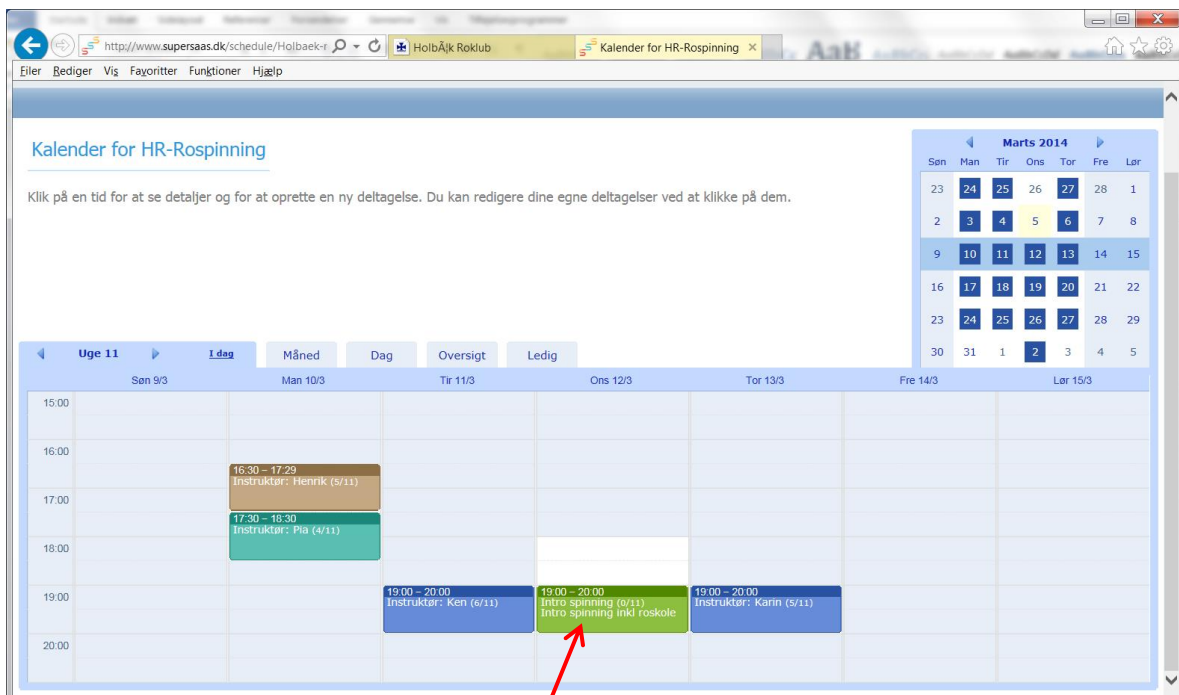 http://www.supersaas.dk/schedule/Holbaek-r
HolbÃ¦k Roklub
Kalender for HR-Rospinning
AaB
Filer Rediger Vis Favoritter Funktioner Hjælp
Kalender for HR-Rospinning
Klik på en tid for at se detaljer og for at oprette en ny deltagelse. Du kan redigere dine egne deltagelser ved at klikke på dem.
Marts 2014
Søn Man Tir Ons Tor Fre Lør
23 24 25 26 27 28 1
2 3 4 5 6 7 8
9 10 11 12 13 14 15
16 17 18 19 20 21 22
23 24 25 26 27 28 29
30 31 1 2 3 4 5
Uge 11 I dag Måned Dag Oversigt Ledig
Søn 9/3 Man 10/3 Tir 11/3 Ons 12/3 Tor 13/3 Fre 14/3 Lør 15/3
15:00
16:00
16:30 – 17:29
Instruktør: Henrik (5/11)
17:00
17:30 – 18:30
Instruktør: Pia (4/11)
18:00
19:00
19:00 – 20:00
Instruktør: Ken (6/11)
19:00 – 20:00
Intro spinning (0/11)
Intro spinning inkl roskole
19:00 – 20:00
Instruktør: Karin (5/11)
20:00